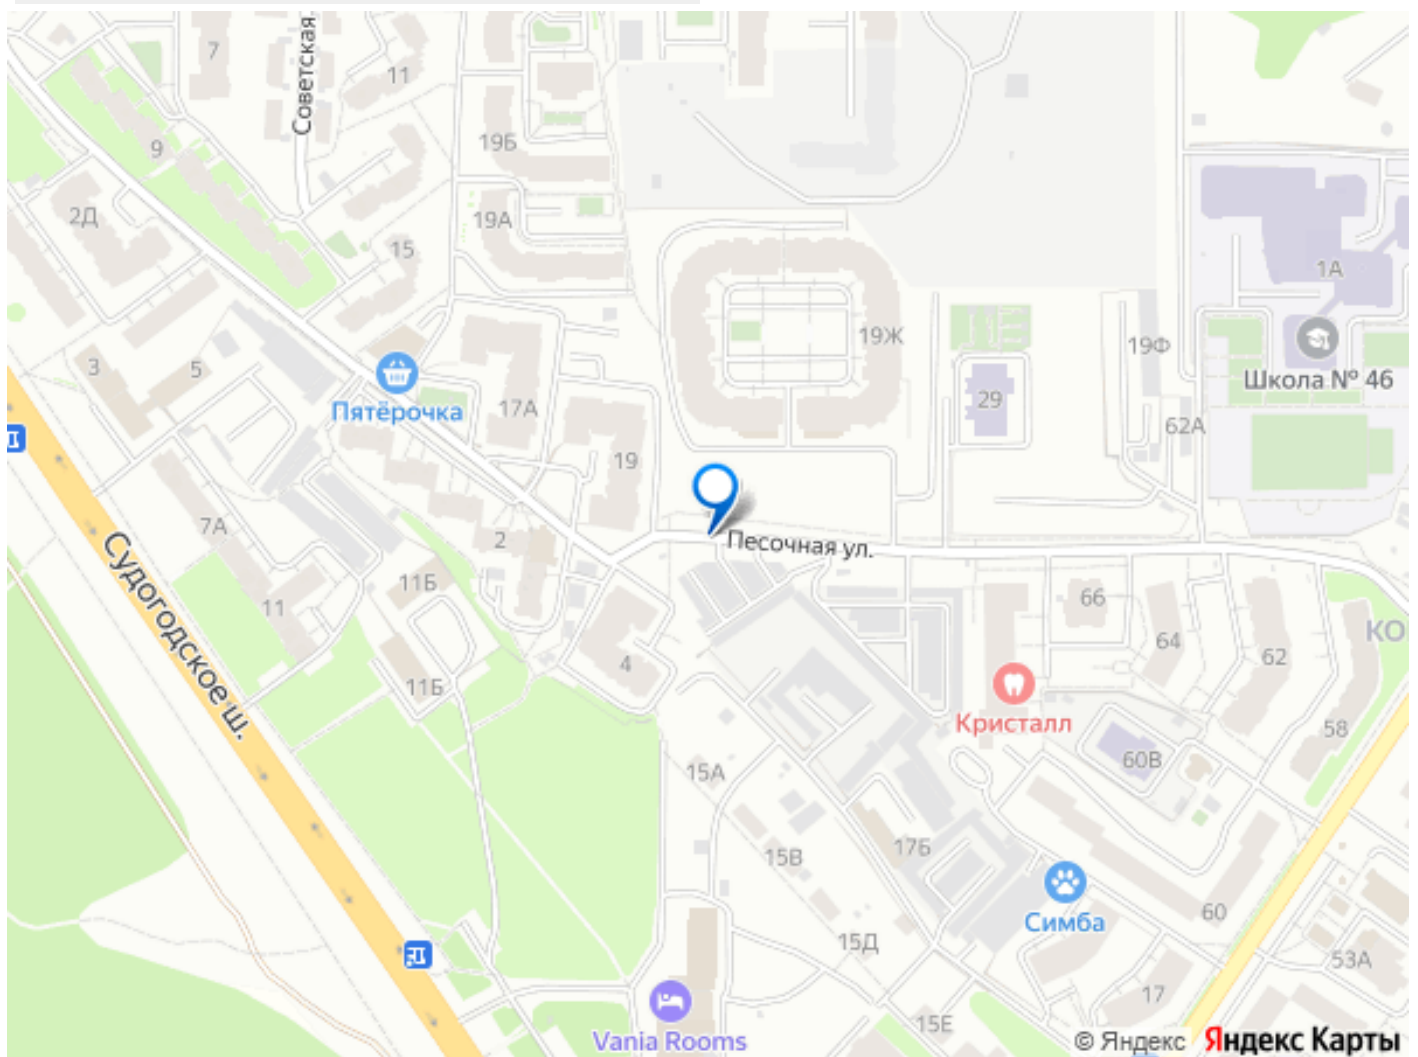 7
Советская
11
9
19Б
2Д
19А
15
1А
19Ж
19Ф
3
5
Школа № 46
Пятёрочка
17А
29
62А
19
7А
2
Песочная ул.
Судогодское ш.
11
11Б
66
64
КО
62
4
11Б
Кристалл
58
15А
60В
15В
17Б
60
Симба
15Д
53А
17
15Е
Vania Rooms
© Яндекс
Яндекс Карты